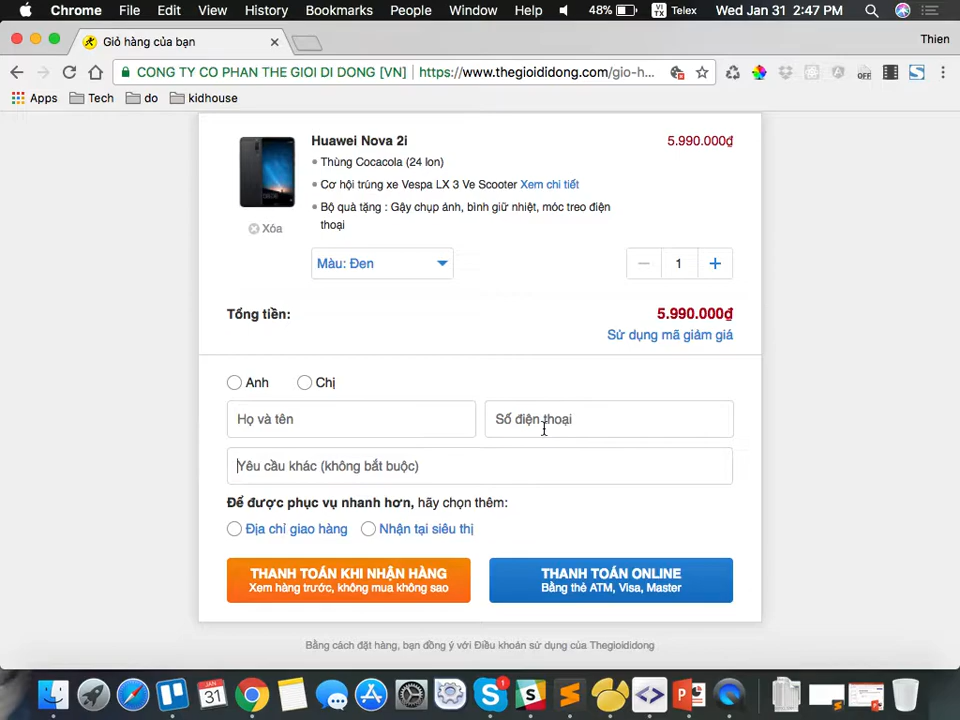 Chrome File Edit View History Bookmarks People Window Help 48% VI TX Telex Wed Jan 31 2:47 PM
Giỏ hàng của bạn Thien
CONG TY CO PHAN THE GIOI DI DONG [VN] https://www.thegioididong.com/gio-h... OFF
Apps Tech do kidhouse
Huawei Nova 2i 5.990.000₫
Thùng Cocacola (24 lon)
Cơ hội trúng xe Vespa LX 3 Ve Scooter Xem chi tiết
Bộ quà tặng : Gậy chụp ảnh, bình giữ nhiệt, móc treo điện
thoại
Xóa
Màu: Đen 1
Tổng tiền: 5.990.000₫
Sử dụng mã giảm giá
Anh Chị
Họ và tên Số điện thoại
Yêu cầu khác (không bắt buộc)
Để được phục vụ nhanh hơn, hãy chọn thêm:
Địa chỉ giao hàng Nhận tại siêu thị
THANH TOÁN KHI NHẬN HÀNG THANH TOÁN ONLINE
Xem hàng trước, không mua không sao Bằng thẻ ATM, Visa, Master
Bằng cách đặt hàng, bạn đồng ý với Điều khoản sử dụng của Thegioididong
JAN
31 1